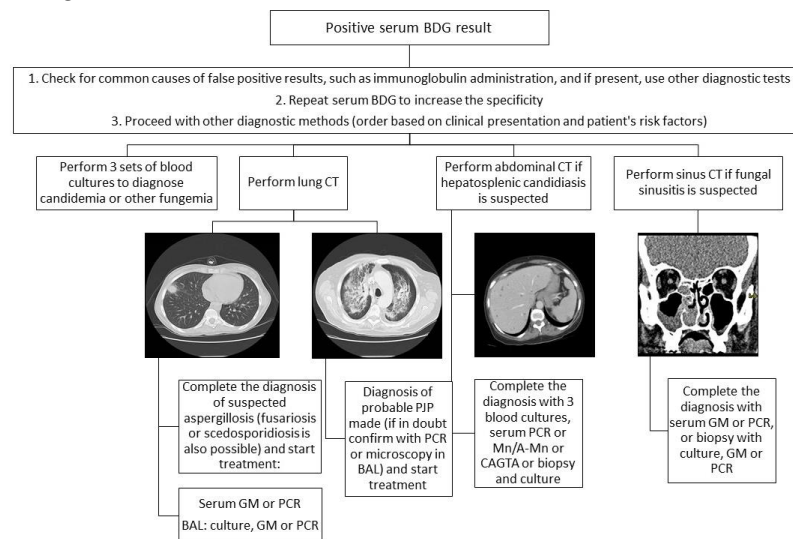 Positive serum BDG result
1. Check for common causes of false positive results, such as immunoglobulin administration, and if present, use other diagnostic tests
2. Repeat serum BDG to increase the specificity
3. Proceed with other diagnostic methods (order based on clinical presentation and patient's risk factors)
Perform 3 sets of blood
cultures to diagnose
candidemia or other fungemia
Perform lung CT
Perform abdominal CT if
hepatosplenic candidiasis
is suspected
Perform sinus CT if fungal
sinusitis is suspected
Complete the diagnosis
of suspected
aspergillosis (fusariosis
or scedosporidiosis is
also possible) and start
treatment:
Serum GM or PCR
BAL: culture, GM or PCR
Diagnosis of
probable PJP
made (if in doubt
confirm with PCR
or microscopy in
BAL) and start
treatment
Complete the
diagnosis with 3
blood cultures,
serum PCR or
Mn/A-Mn or
CAGTA or biopsy
and culture
Complete the
diagnosis with
serum GM or PCR,
or biopsy with
culture, GM or
PCR